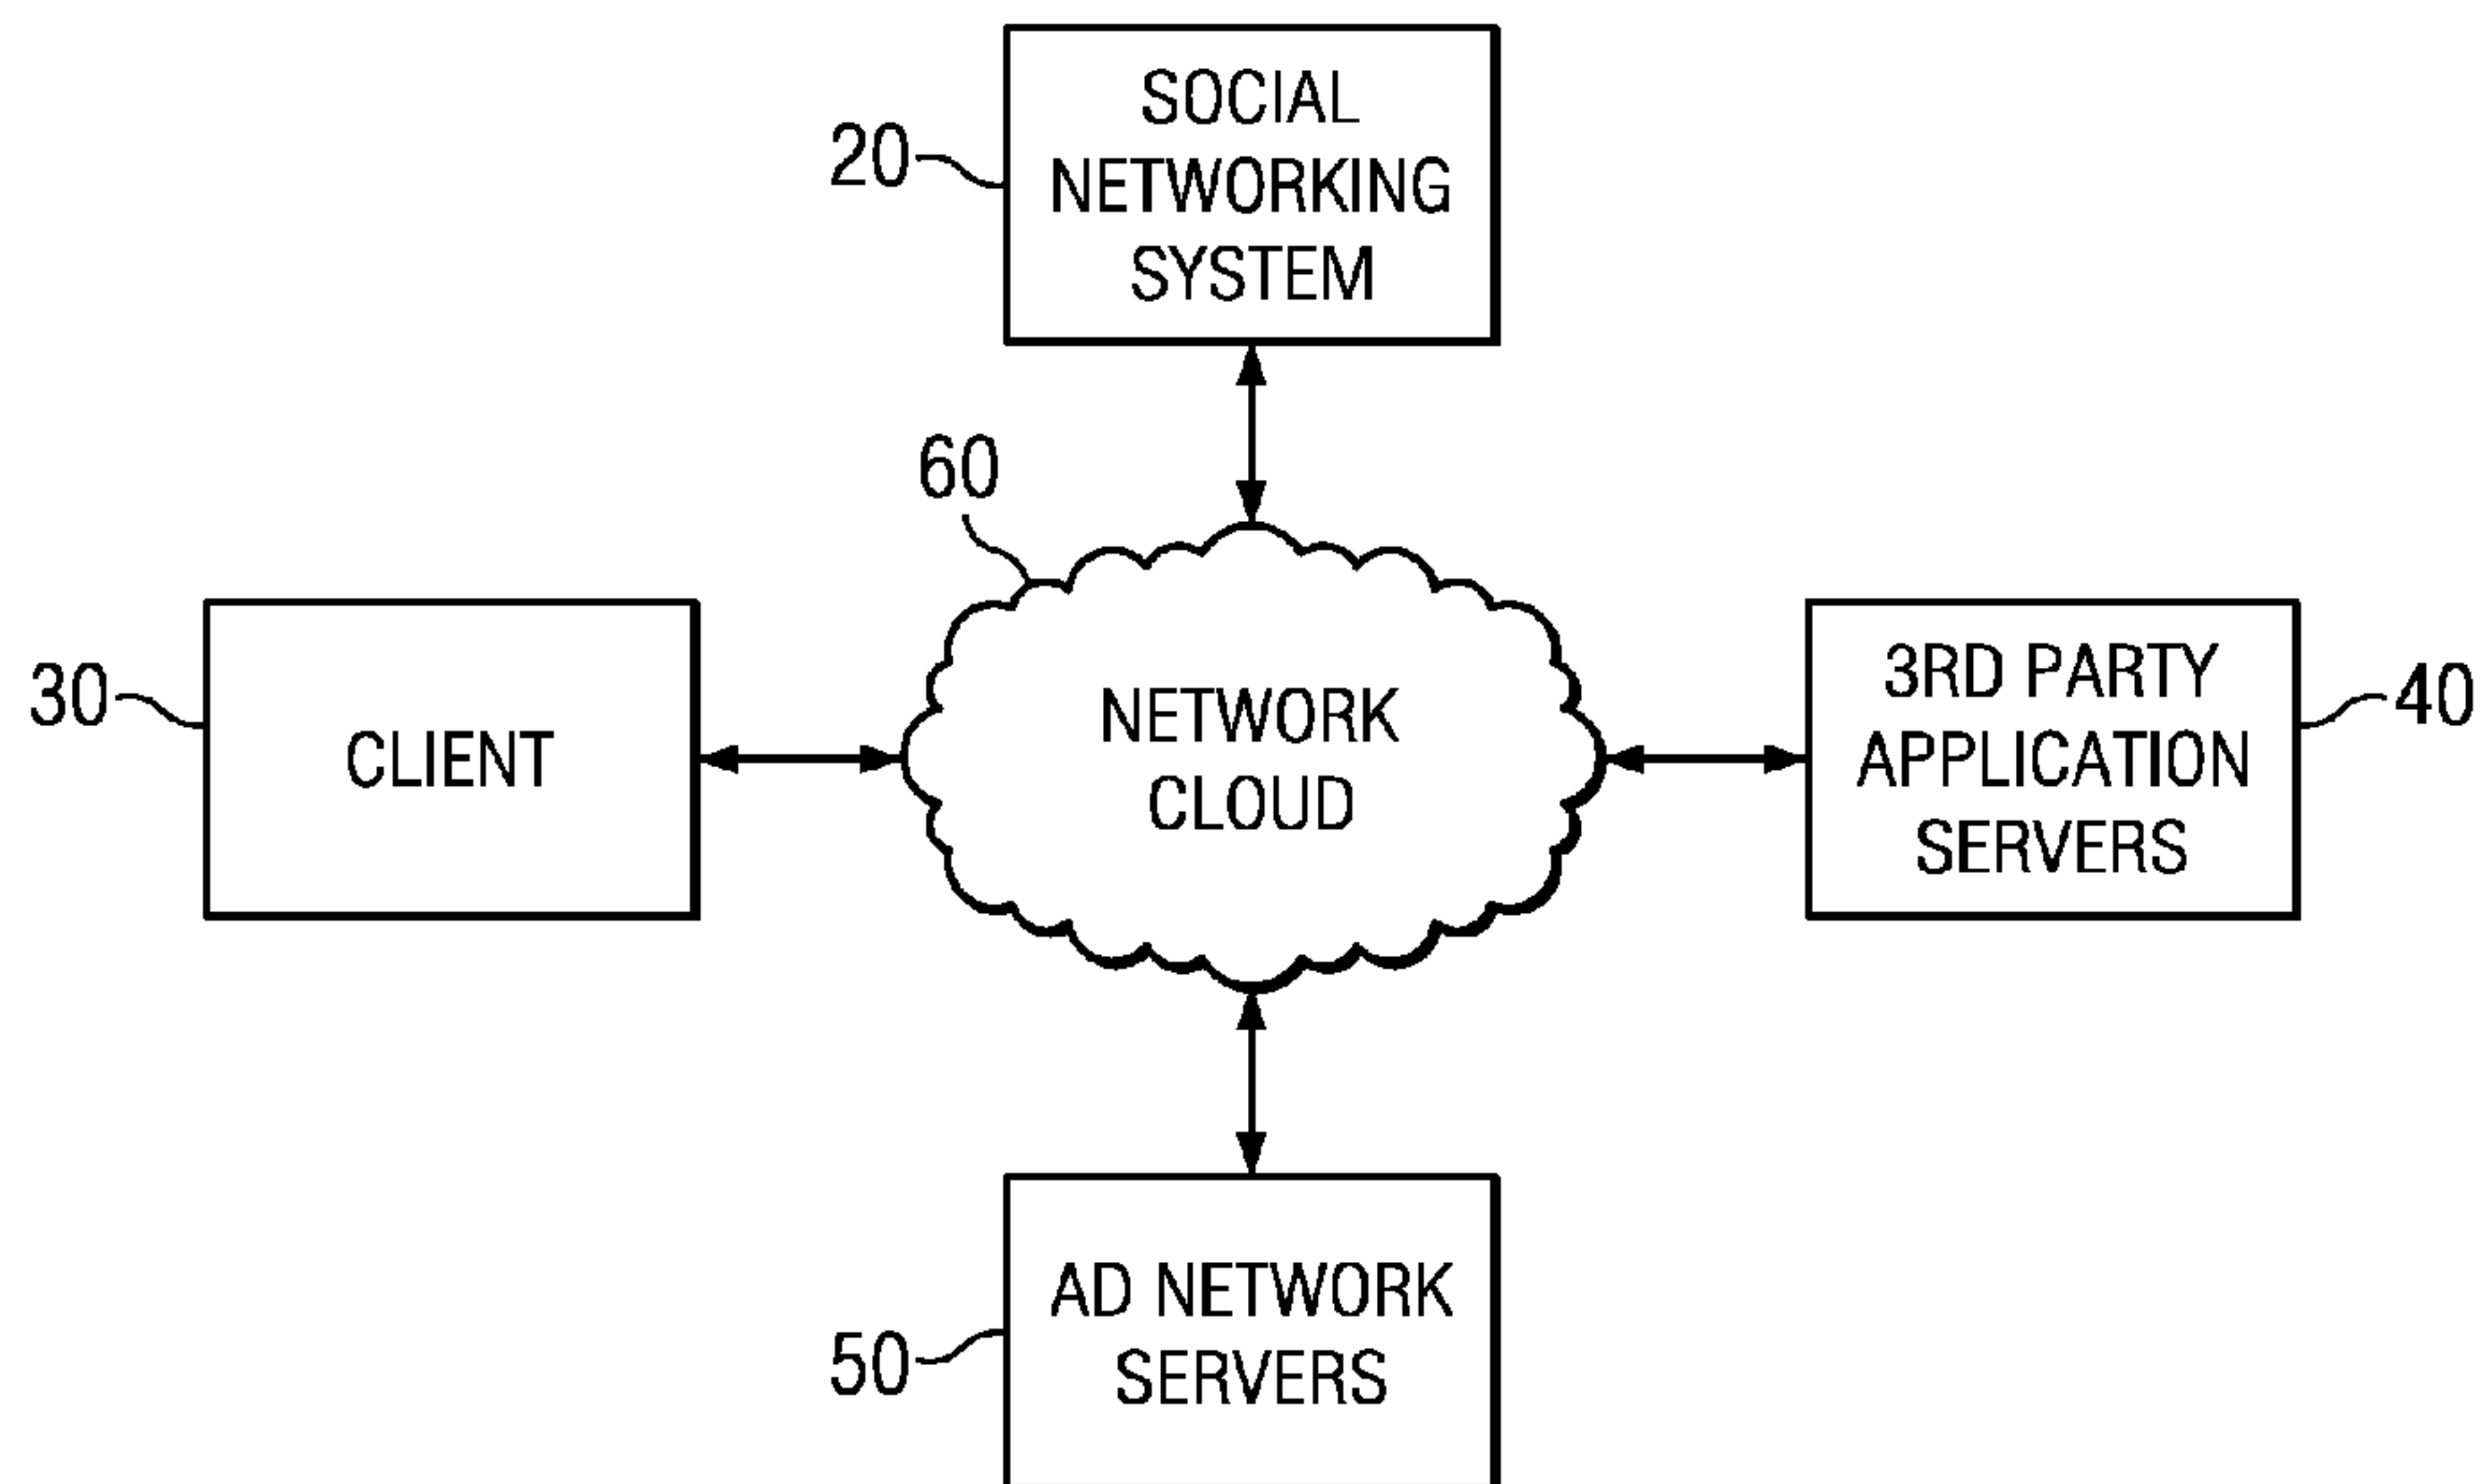 20
SOCIAL
NETWORKING
SYSTEM
60
30
CLIENT
NETWORK
CLOUD
3RD PARTY
APPLICATION
SERVERS
40
50
AD NETWORK
SERVERS